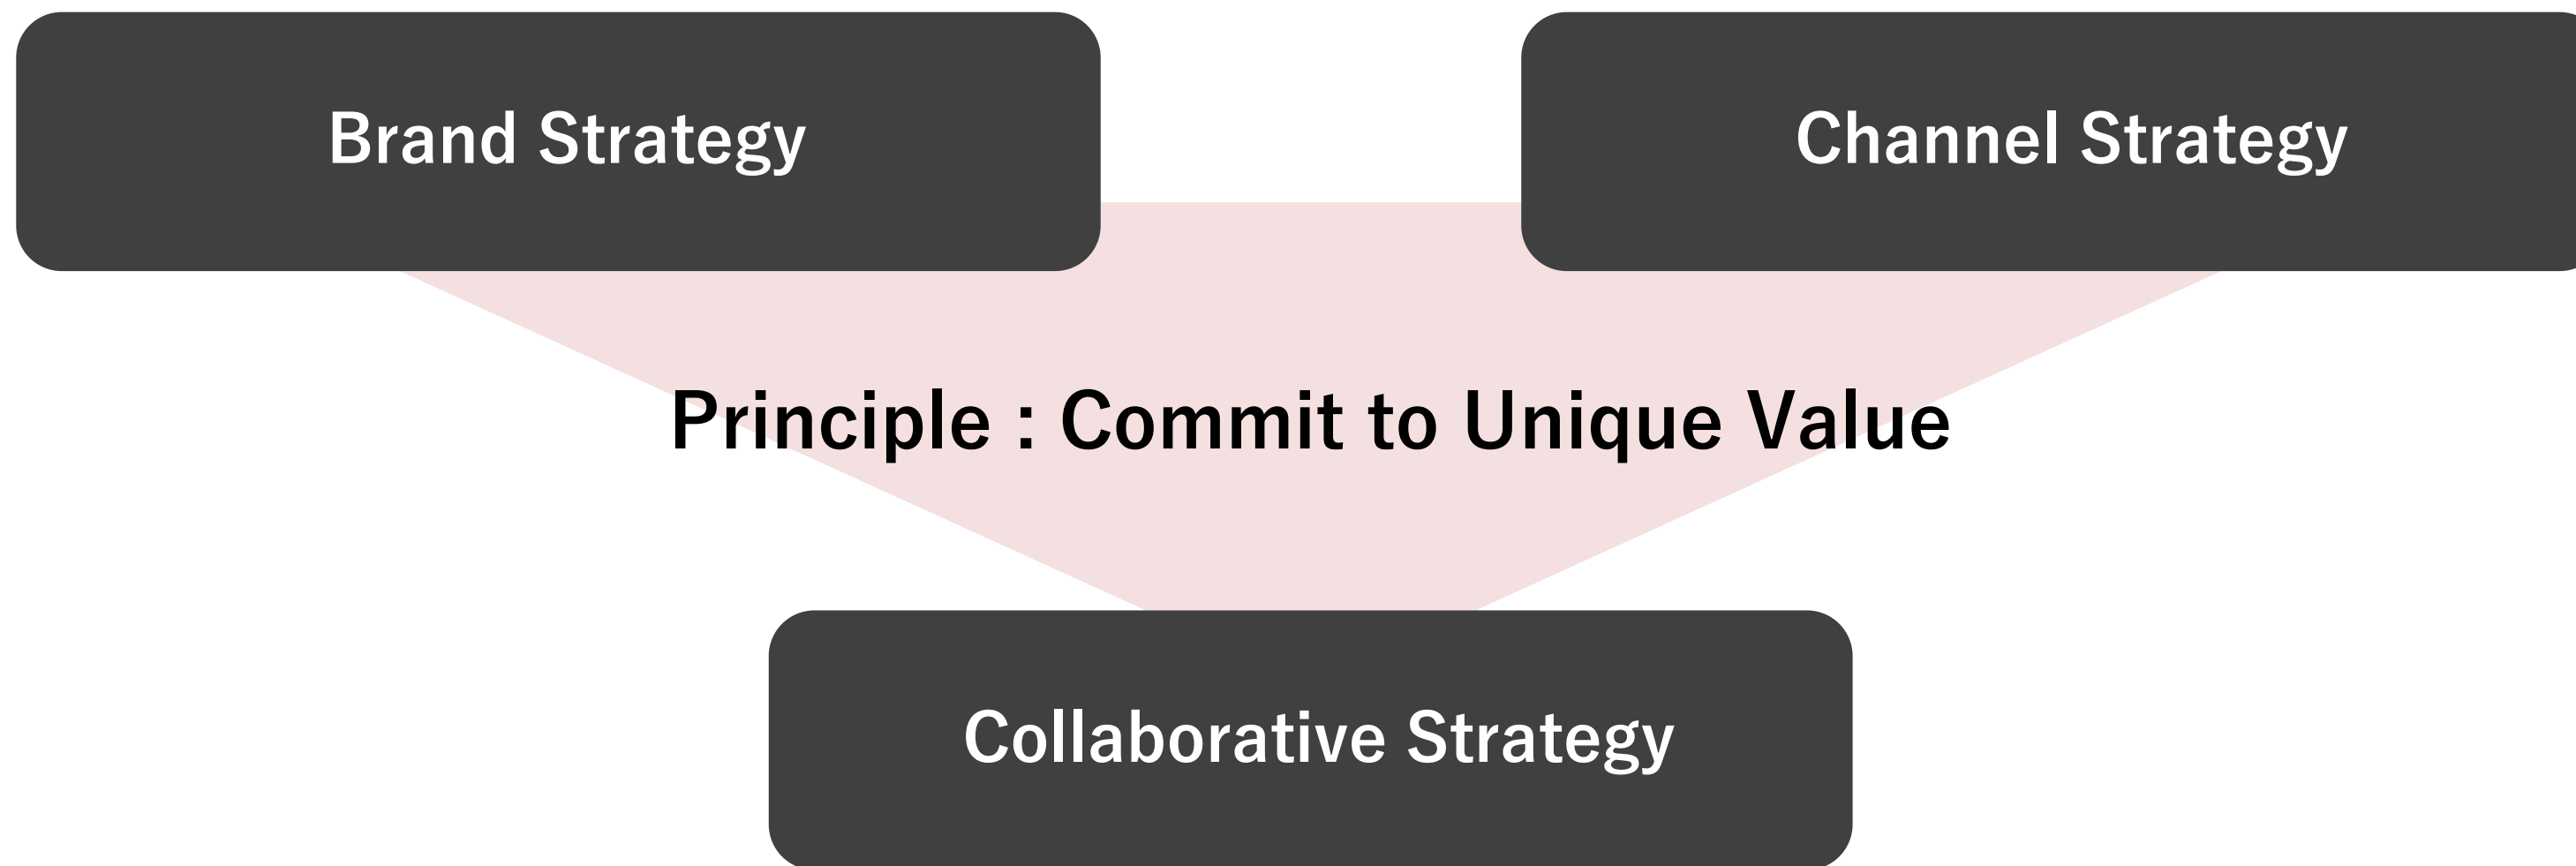 Brand Strategy
Channel Strategy
Principle : Commit to Unique Value
Collaborative Strategy